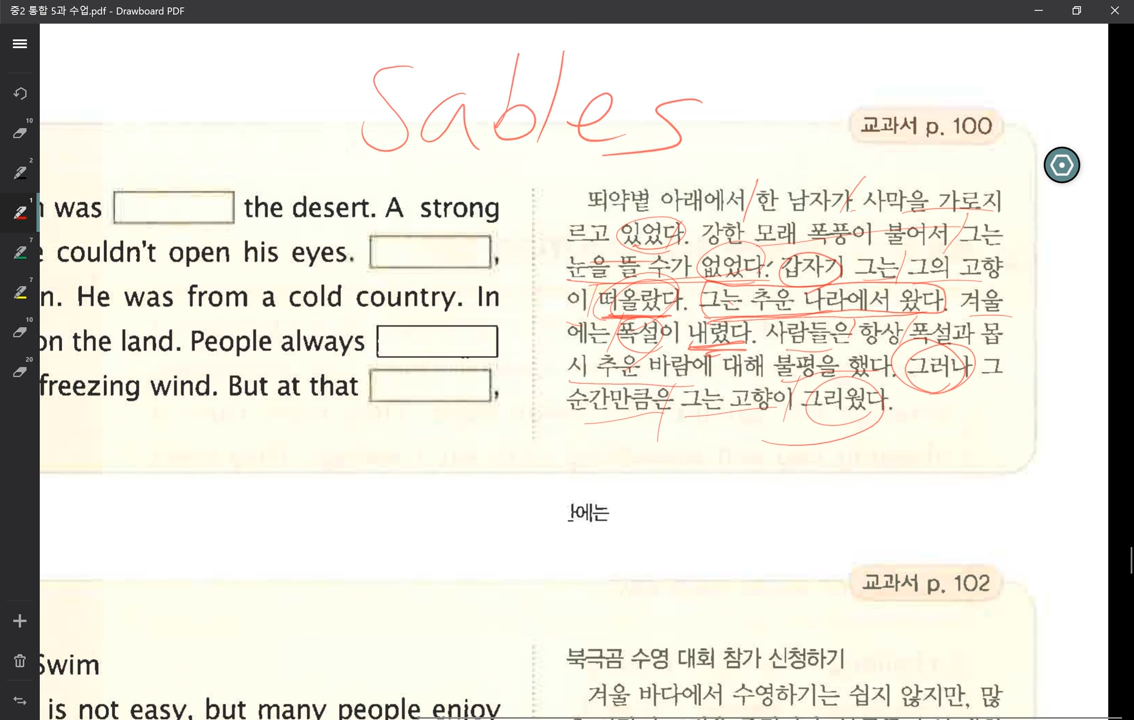 중2 통합 5과 수업.pdf - Drawboard PDF
Sables
교과서 p. 100
was the desert. A strong
couldn't open his eyes. ,
n. He was from a cold country. In
on the land. People always
freezing wind. But at that ,
뙤약볕 아래에서 한 남자가 사막을 가로지
르고 있었다. 강한 모래 폭풍이 불어서 그는
눈을 뜰 수가 없었다. 갑자기 그는 그의 고향
이 떠올랐다. 그는 추운 나라에서 왔다. 겨울
에는 폭설이 내렸다. 사람들은 항상 폭설과 몹
시 추운 바람에 대해 불평을 했다. 그러나 그
순간만큼은 그는 고향이 그리웠다.
에는
교과서 p. 102
Swim
is not easy, but many people enjoy
북극곰 수영 대회 참가 신청하기
겨울 바다에서 수영하기는 쉽지 않지만, 많
10
2
1
7
7
10
20